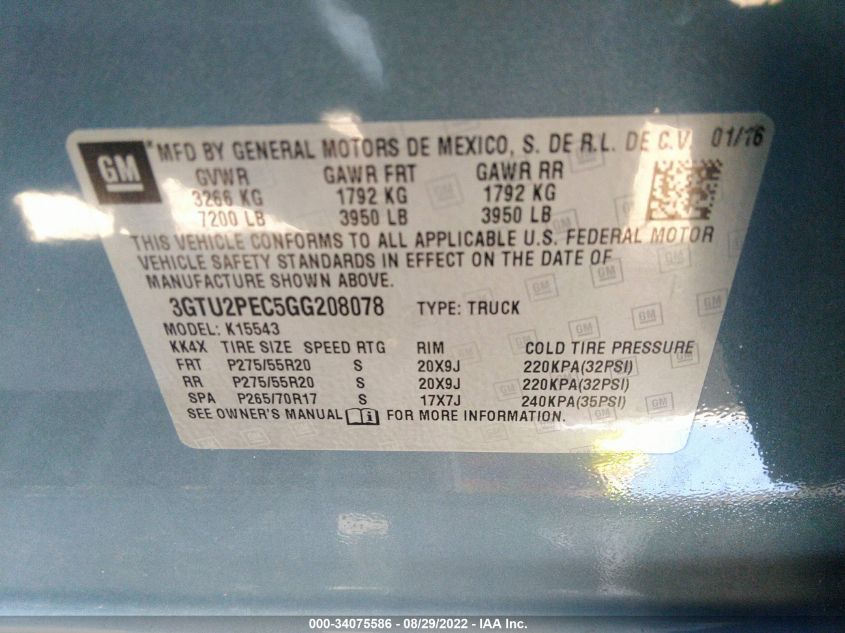 GM MFD BY GENERAL MOTORS DE MEXICO, S. DE R.L. DE C.V. 01/16
GVWR GAWR FRT GAWR RR
3266 KG 1792 KG 1792 KG
7200 LB 3950 LB 3950 LB
THIS VEHICLE CONFORMS TO ALL APPLICABLE U.S. FEDERAL MOTOR
VEHICLE SAFETY STANDARDS IN EFFECT ON THE DATE OF
MANUFACTURE SHOWN ABOVE.
3GTU2PEC5GG208078 TYPE: TRUCK
MODEL: K15543
KK4X TIRE SIZE SPEED RTG RIM COLD TIRE PRESSURE
FRT P275/55R20 S 20X9J 220KPA(32PSI)
RR P275/55R20 S 20X9J 220KPA(32PSI)
SPA P265/70R17 S 17X7J 240KPA(35PSI)
SEE OWNER'S MANUAL FOR MORE INFORMATION.
000-34075586 - 08/29/2022 - IAA Inc.